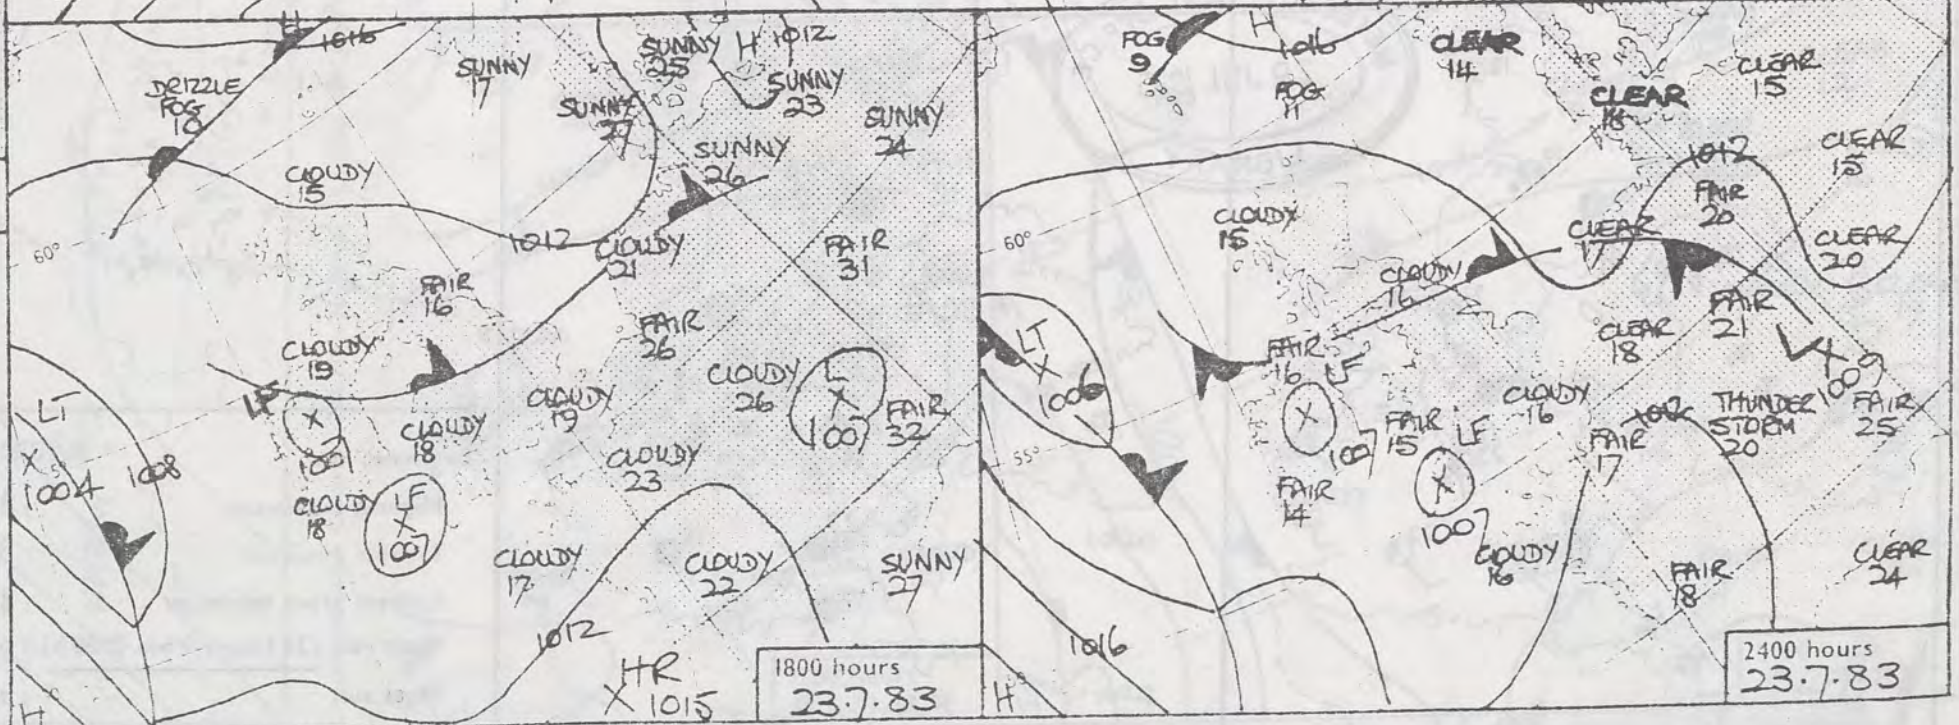 H
1016
DRIZZLE
FOG
10
SUNNY
17
SUNNY
25
H
1012
SUNNY
23
SUNNY
27
SUNNY
24
SUNNY
26
CLOUDY
15
60°
1012
CLOUDY
21
FAIR
31
FAIR
16
FAIR
26
CLOUDY
19
LF
X
1007
LT
X
1004
1008
CLOUDY
18
CLOUDY
19
CLOUDY
26
L
X
1007
FAIR
32
CLOUDY
23
CLOUDY
18
LF
X
1007
CLOUDY
17
CLOUDY
22
SUNNY
27
1012
HR
X 1015
H
1800 hours
23.7.83
FOG
9
H
1016
FOG
11
CLEAR
14
CLEAR
15
CLEAR
CLEAR
15
1012
FAIR
20
CLEAR
20
CLOUDY
15
60°
CLEAR
17
CLOUDY
16
LT
X
1006
FAIR
16
LF
X
1007
CLEAR
18
FAIR
21
L
X
1009
FAIR
25
THUNDER
STORM
20
CLOUDY
16
1012
FAIR
17
FAIR
15
LF
X
1007
55°
FAIR
14
CLOUDY
16
FAIR
18
CLEAR
24
1016
H
2400 hours
23.7.83